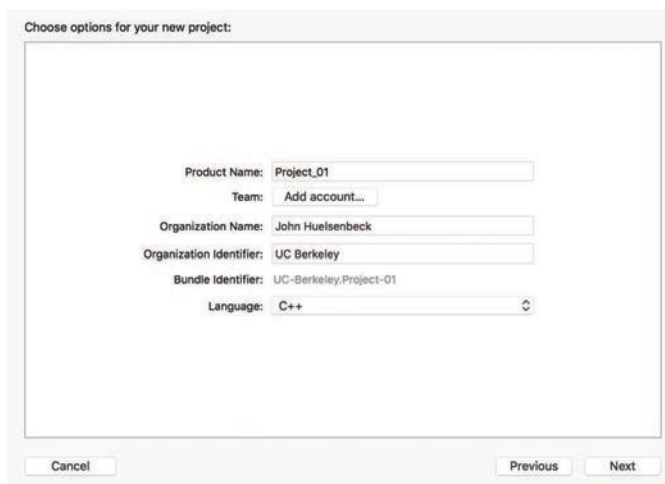 Choose options for your new project:
Product Name: Project_01
Team: Add account...
Organization Name: John Huelsenbeck
Organization Identifier: UC Berkeley
Bundle Identifier: UC-Berkeley.Project-01
Language: C++
Cancel Previous Next